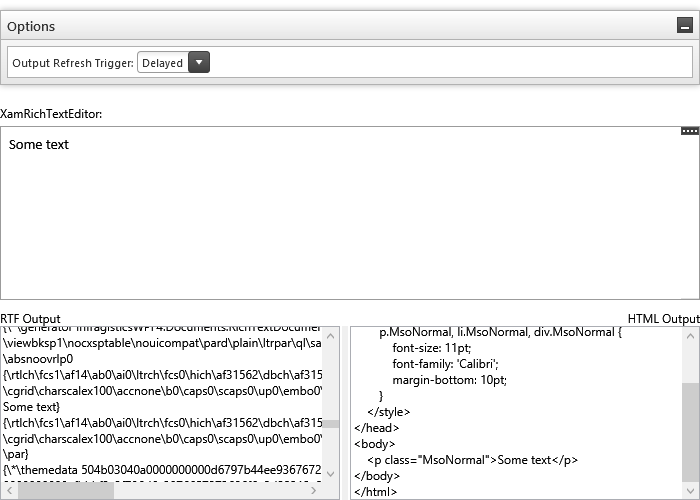 Options
Output Refresh Trigger: Delayed
XamRichTextEditor:
Some text
RTF Output
HTML Output
\viewbksp1\nocxsptable\nouicompat\pard\plain\ltrpar\ql\sa
\absnoovrlp0
{\rtlch\fcs1\af14\ab0\ai0\ltrch\fcs0\hich\af31562\dbch\af315
\cgrid\charscalex100\accnone\b0\caps0\scaps0\up0\embo0\
Some text}
{\rtlch\fcs1\af14\ab0\ai0\ltrch\fcs0\hich\af31562\dbch\af315
\cgrid\charscalex100\accnone\b0\caps0\scaps0\up0\embo0\
\par}
{\*\themedata 504b03040a0000000000d6797b44ee9367672
p.MsoNormal, li.MsoNormal, div.MsoNormal {
font-size: 11pt;
font-family: 'Calibri';
margin-bottom: 10pt;
}
</style>
</head>
<body>
<p class="MsoNormal">Some text</p>
</body>
</html>